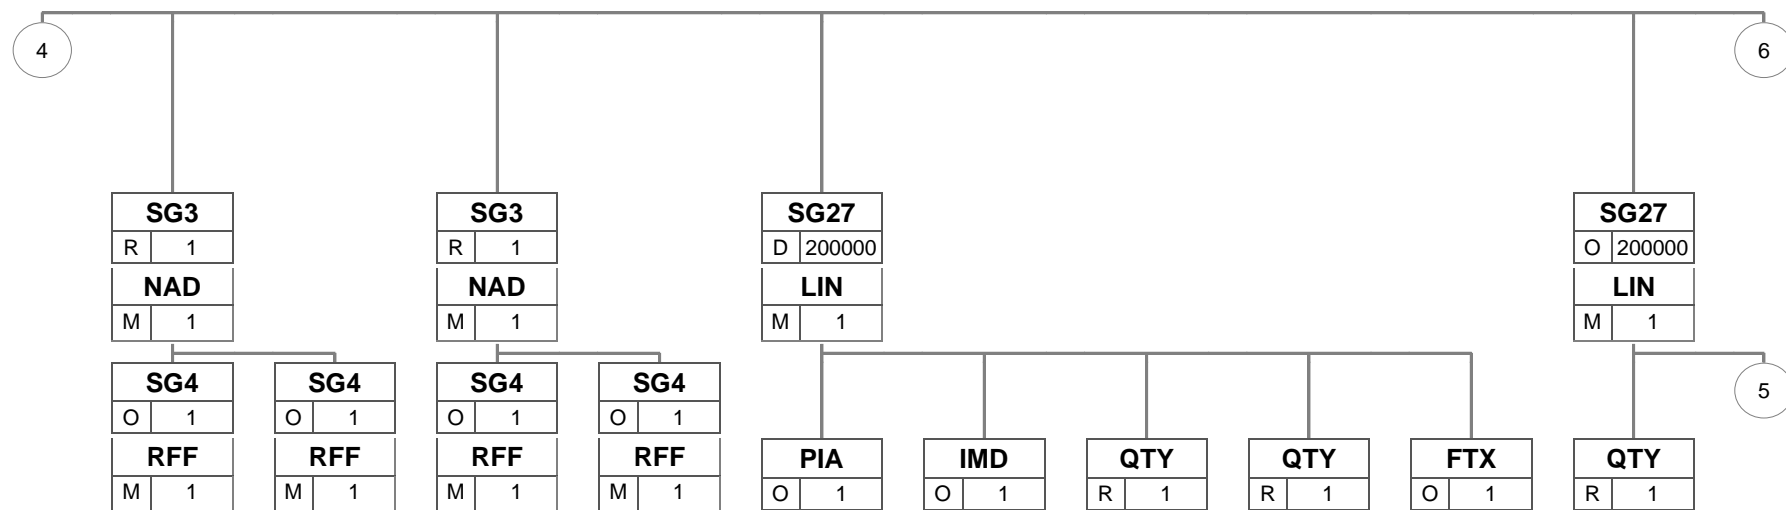 4
6
SG3 SG3 SG27 SG27
R 1 R 1 D 200000 O 200000
NAD NAD LIN LIN
M 1 M 1 M 1 M 1
SG4 SG4 SG4 SG4
5
O 1 O 1 O 1 O 1
RFF RFF RFF RFF PIA IMD QTY QTY FTX QTY
M 1 M 1 M 1 M 1 O 1 O 1 R 1 R 1 O 1 R 1